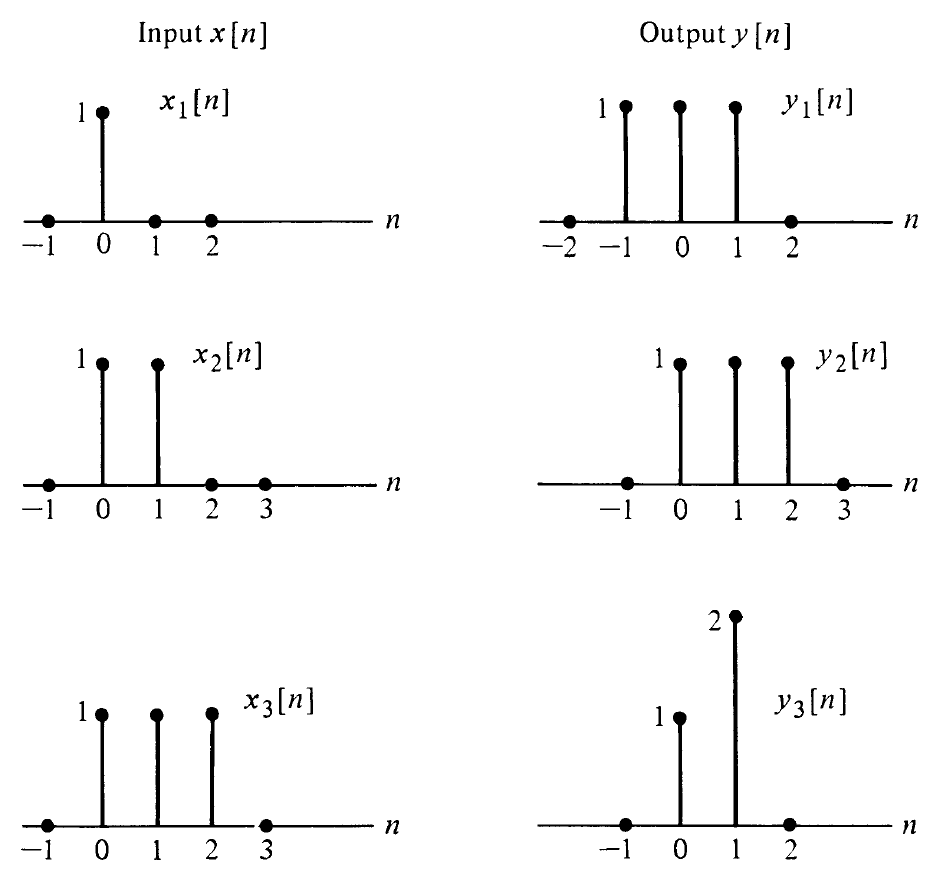 Input x[n]
Output y[n]
1
x₁[n]
−1 0 1 2 n
1
y₁[n]
−2 −1 0 1 2 n
1
x₂[n]
−1 0 1 2 3 n
1
y₂[n]
−1 0 1 2 3 n
1
x₃[n]
−1 0 1 2 3 n
2
1
y₃[n]
−1 0 1 2 n